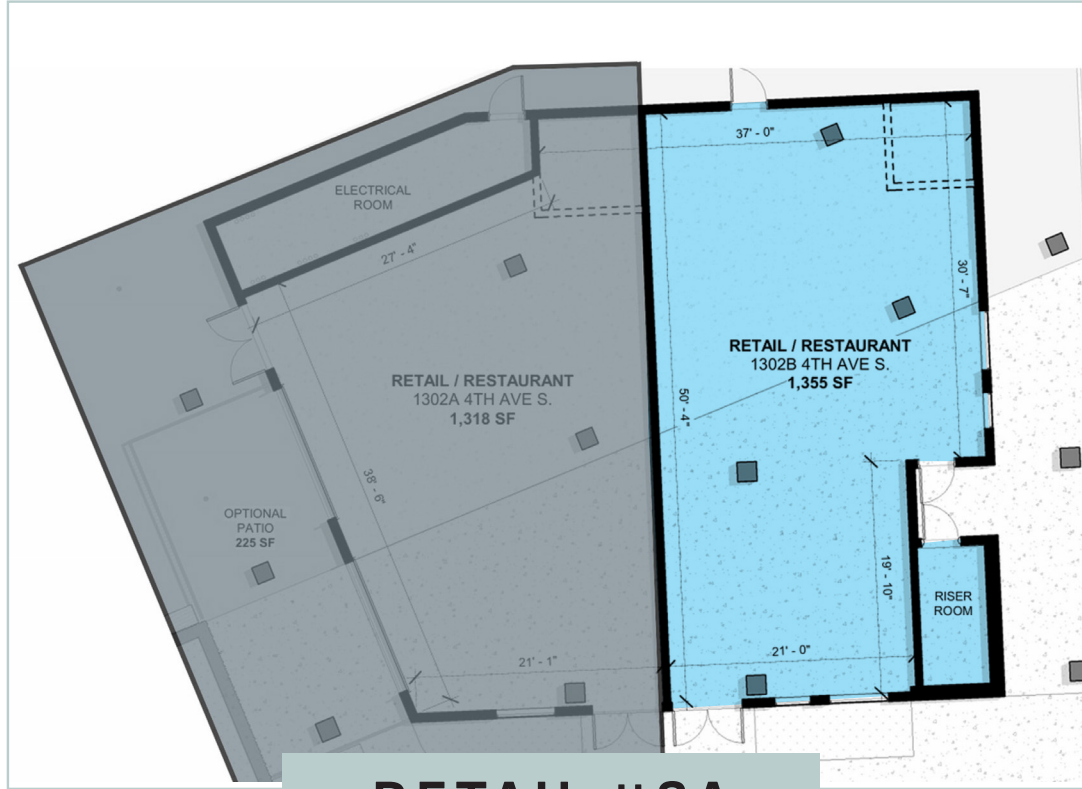 37' - 0"
ELECTRICAL
ROOM
27' - 4"
30' - 7"
RETAIL / RESTAURANT
1302B 4TH AVE S.
1,355 SF
RETAIL / RESTAURANT
1302A 4TH AVE S.
1,318 SF
50' - 4"
38' - 6"
OPTIONAL
PATIO
225 SF
19' - 10"
RISER
ROOM
21' - 0"
21' - 1"